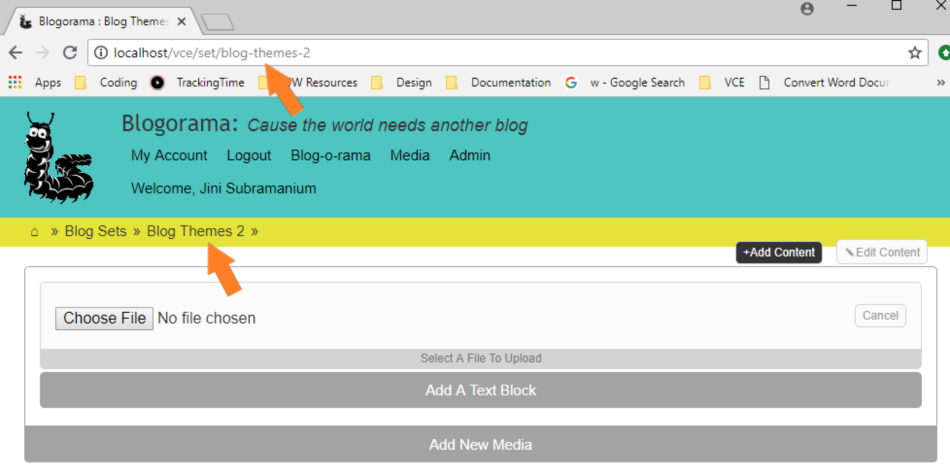 Blogorama : Blog Themes
localhost/vce/set/blog-themes-2
Apps Coding TrackingTime W Resources Design Documentation G w - Google Search VCE Convert Word Docu
Blogorama: Cause the world needs another blog
My Account Logout Blog-o-rama Media Admin
Welcome, Jini Subramanium
» Blog Sets » Blog Themes 2 »
+Add Content Edit Content
Choose File No file chosen Cancel
Select A File To Upload
Add A Text Block
Add New Media